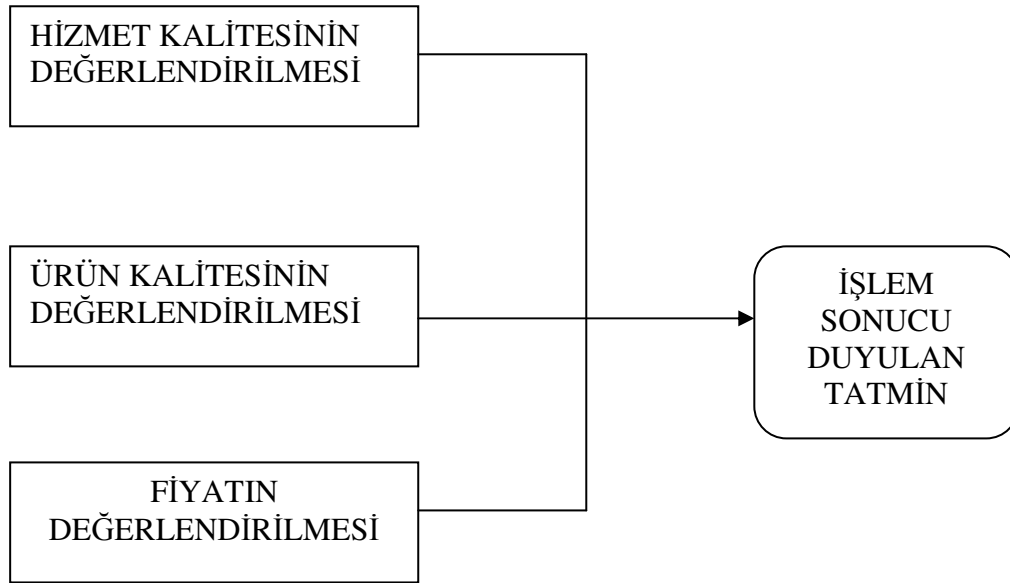 HİZMET KALİTESİNİN
DEĞERLENDİRİLMESİ
ÜRÜN KALİTESİNİN
DEĞERLENDİRİLMESİ
İŞLEM
SONUCU
DUYULAN
TATMİN
FİYATIN
DEĞERLENDİRİLMESİ